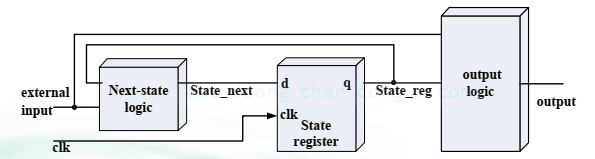 external
input
clk
Next-state
logic
State_next
d
q
clk
State
register
State_reg
output
logic
output